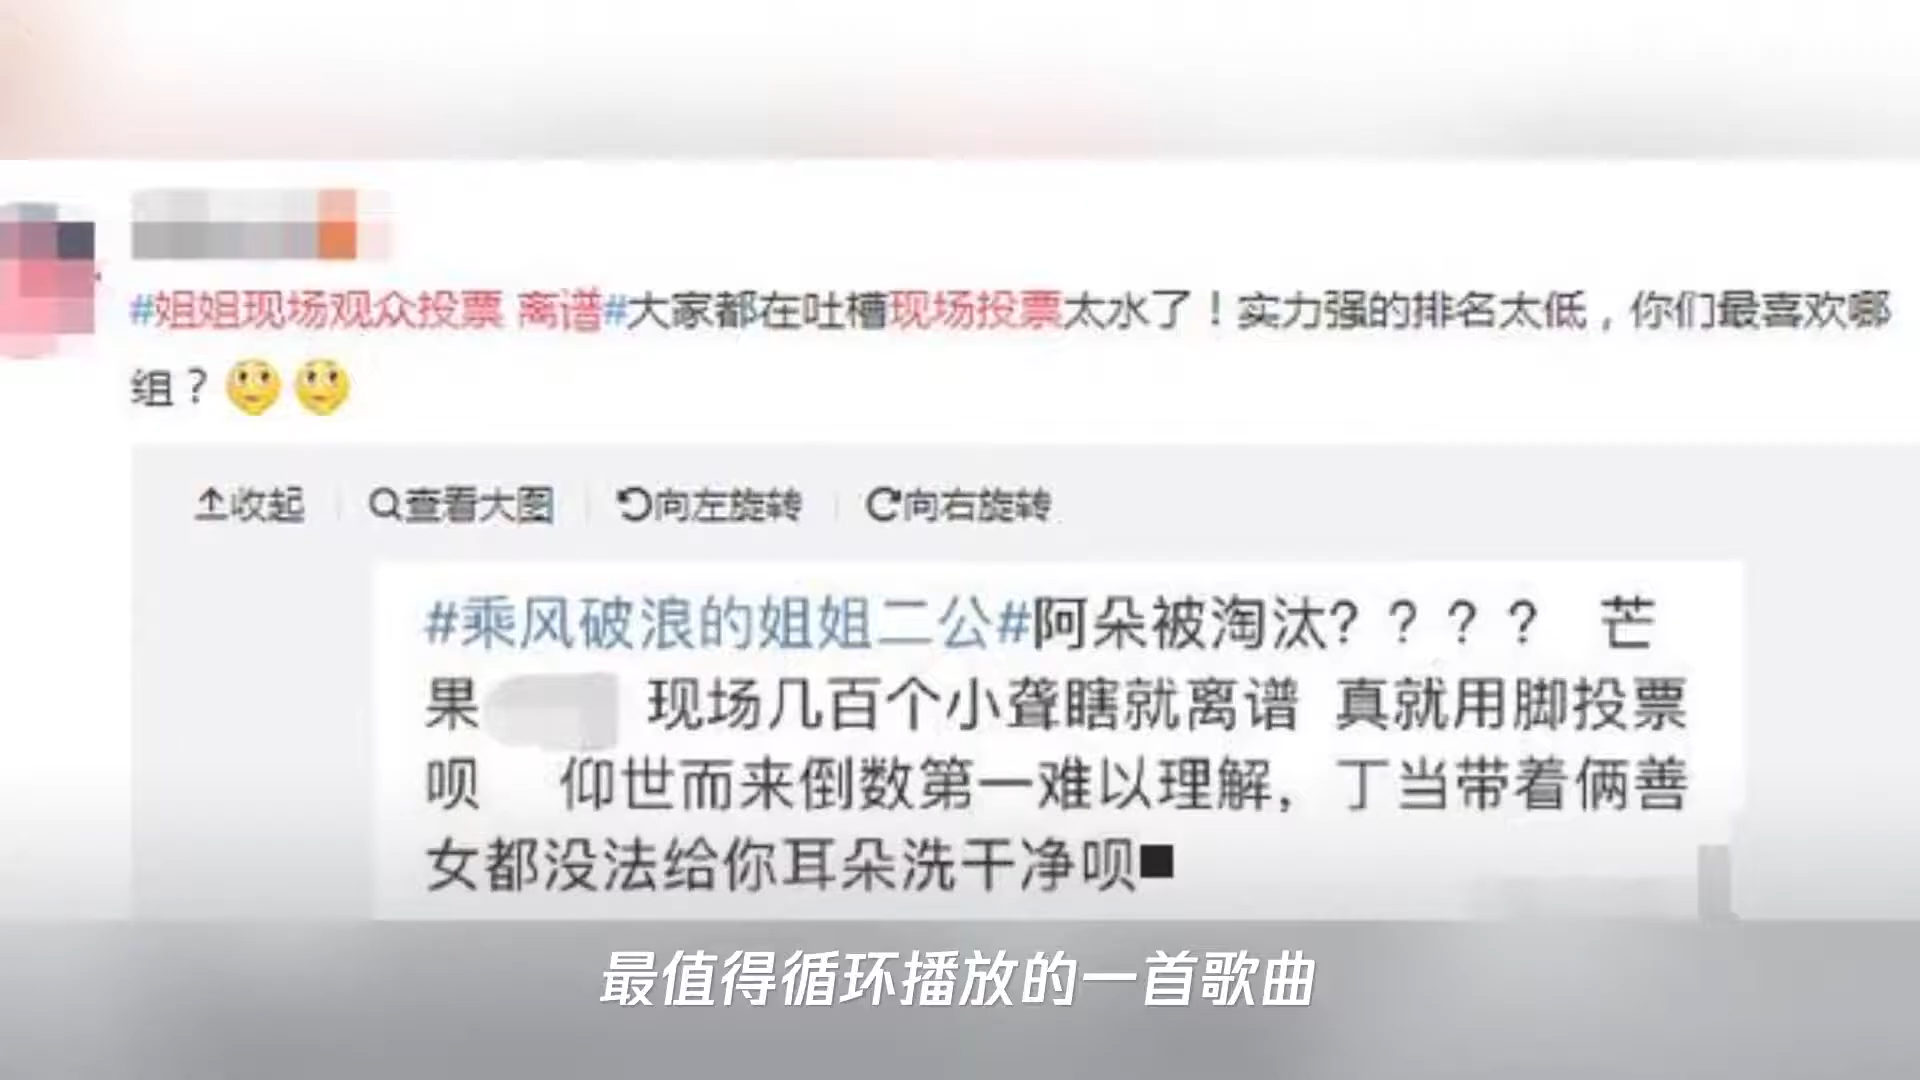 #姐姐现场观众投票 离谱#大家都在吐槽现场投票太水了！实力强的排名太低，你们最喜欢哪
组？
收起 查看大图 向左旋转 向右旋转
#乘风破浪的姐姐二公#阿朵被淘汰？？？？ 芒
果 现场几百个小聋瞎就离谱 真就用脚投票
呗 仰世而来倒数第一难以理解，丁当带着俩善
女都没法给你耳朵洗干净呗■
最值得循环播放的一首歌曲